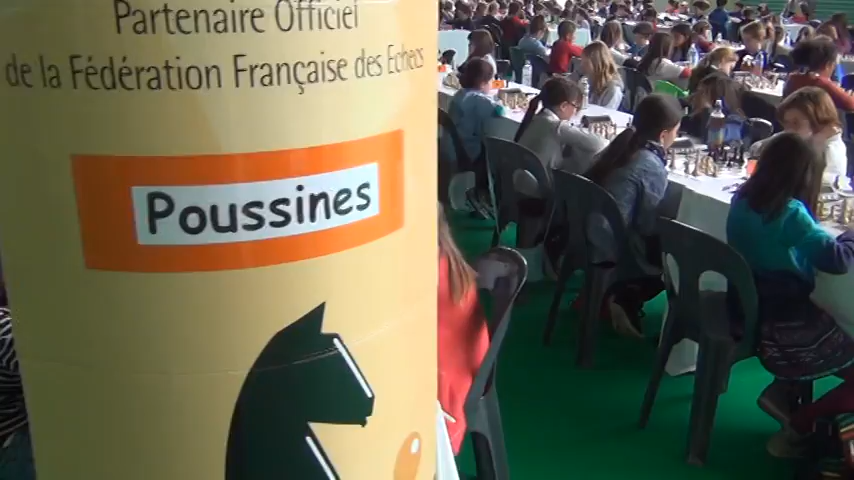 Partenaire Officiel
de la Fédération Française des Echecs
Poussines